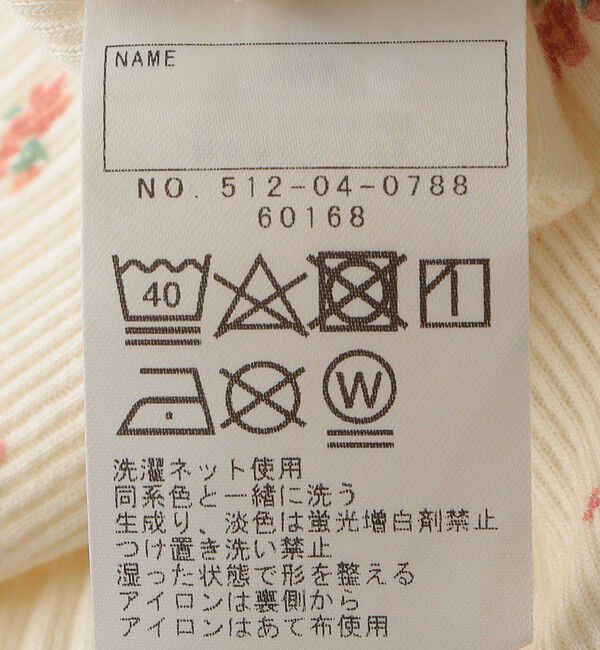 NAME
NO. 512-04-0788
60168
40
W
洗濯ネット使用
同系色と一緒に洗う
生成り、淡色は蛍光増白剤禁止
つけ置き洗い禁止
湿った状態で形を整える
アイロンは裏側から
アイロンはあて布使用